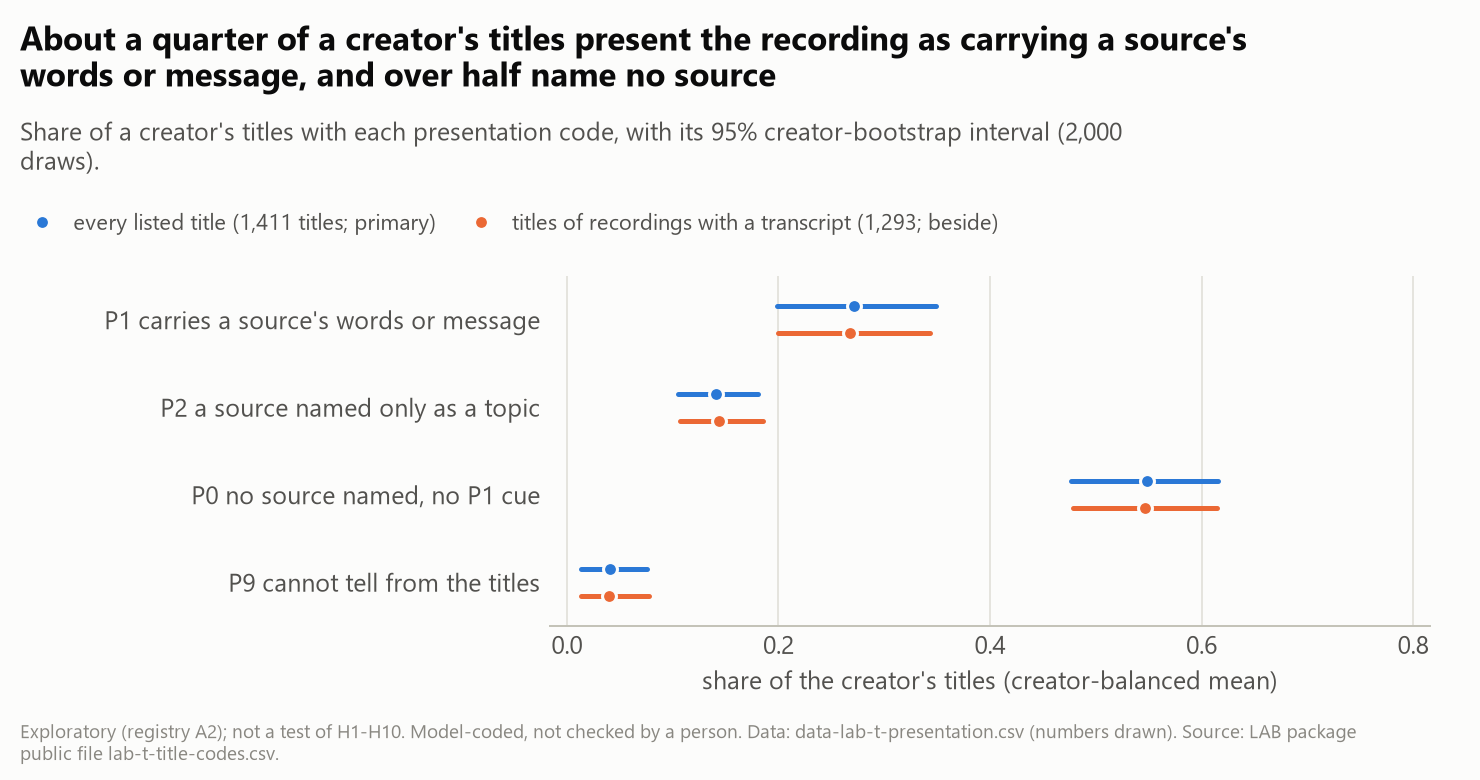 About a quarter of a creator's titles present the recording as carrying a source's
words or message, and over half name no source
Share of a creator's titles with each presentation code, with its 95% creator-bootstrap interval (2,000
draws).
every listed title (1,411 titles; primary)
titles of recordings with a transcript (1,293; beside)
P1 carries a source's words or message
P2 a source named only as a topic
P0 no source named, no P1 cue
P9 cannot tell from the titles
0.0 0.2 0.4 0.6 0.8
share of the creator's titles (creator-balanced mean)
Exploratory (registry A2); not a test of H1-H10. Model-coded, not checked by a person. Data: data-lab-t-presentation.csv (numbers drawn). Source: LAB package
public file lab-t-title-codes.csv.